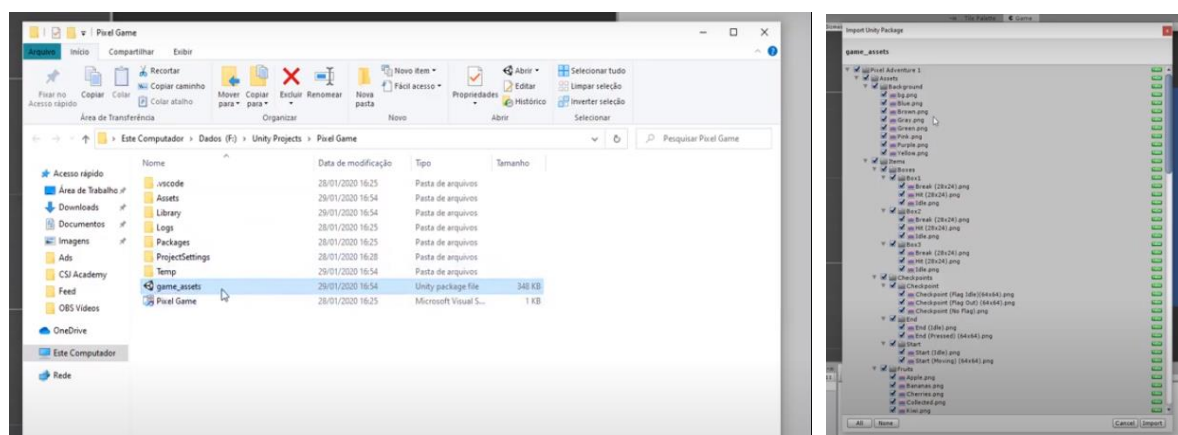 Pixel Game
Arquivo Início Compartilhar Exibir
Fixar no Acesso rápido
Copiar
Colar
Recortar
Copiar caminho
Colar atalho
Área de Transferência
Mover para
Copiar para
Excluir
Renomear
Organizar
Nova pasta
Novo item
Fácil acesso
Novo
Propriedades
Abrir
Editar
Histórico
Abrir
Selecionar tudo
Limpar seleção
Inverter seleção
Selecionar
Este Computador > Dados (F:) > Unity Projects > Pixel Game
Pesquisar Pixel Game
Acesso rápido
Área de Trabalho
Downloads
Documentos
Imagens
Ads
CSJ Academy
Feed
OBS Vídeos
OneDrive
Este Computador
Rede
Nome Data de modificação Tipo Tamanho
.vscode 28/01/2020 16:25 Pasta de arquivos
Assets 29/01/2020 16:54 Pasta de arquivos
Library 29/01/2020 16:54 Pasta de arquivos
Logs 28/01/2020 16:25 Pasta de arquivos
Packages 28/01/2020 16:25 Pasta de arquivos
ProjectSettings 28/01/2020 16:28 Pasta de arquivos
Temp 29/01/2020 16:54 Pasta de arquivos
game_assets 29/01/2020 16:54 Unity package file 348 KB
Pixel Game 28/01/2020 16:25 Microsoft Visual S... 1 KB
Tile Palette Game
Import Unity Package
game_assets
Pixel Adventure 1
Assets
Background
bg.png
Blue.png
Brown.png
Gray.png
Green.png
Pink.png
Purple.png
Yellow.png
Items
Boxes
Box1
Break (28x24).png
Hit (28x24).png
Idle.png
Box2
Break (28x24).png
Hit (28x24).png
Idle.png
Box3
Break (28x24).png
Hit (28x24).png
Idle.png
Checkpoints
Checkpoint
Checkpoint (Flag Idle)(64x64).png
Checkpoint (Flag Out) (64x64).png
Checkpoint (No Flag).png
End
End (Idle).png
End (Pressed) (64x64).png
Start
Start (Idle).png
Start (Moving) (64x64).png
Fruits
Apple.png
Bananas.png
Cherries.png
Collected.png
Kiwi.png
All None Cancel Import